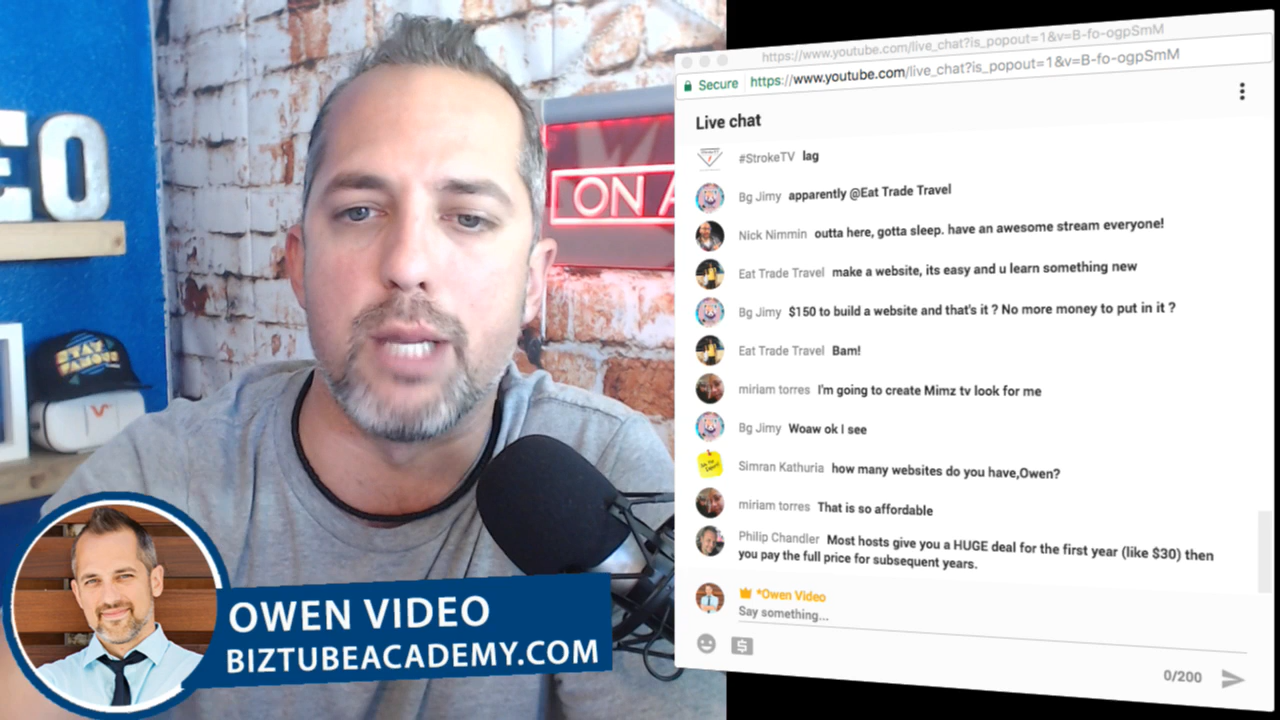 EO
STAY
FAMOUS
ON A
OWEN VIDEO
BIZTUBEACADEMY.COM
https://www.youtube.com/live_chat?is_popout=1&v=B-fo-ogpSmM
Secure https://www.youtube.com/live_chat?is_popout=1&v=B-fo-ogpSmM
Live chat
#StrokeTV lag
Bg Jimy apparently @Eat Trade Travel
Nick Nimmin outta here, gotta sleep. have an awesome stream everyone!
Eat Trade Travel make a website, its easy and u learn something new
Bg Jimy $150 to build a website and that's it ? No more money to put in it ?
Eat Trade Travel Bam!
miriam torres I'm going to create Mimz tv look for me
Bg Jimy Woaw ok I see
Simran Kathuria how many websites do you have,Owen?
miriam torres That is so affordable
Philip Chandler Most hosts give you a HUGE deal for the first year (like $30) then
you pay the full price for subsequent years.
*Owen Video
Say something...
0/200